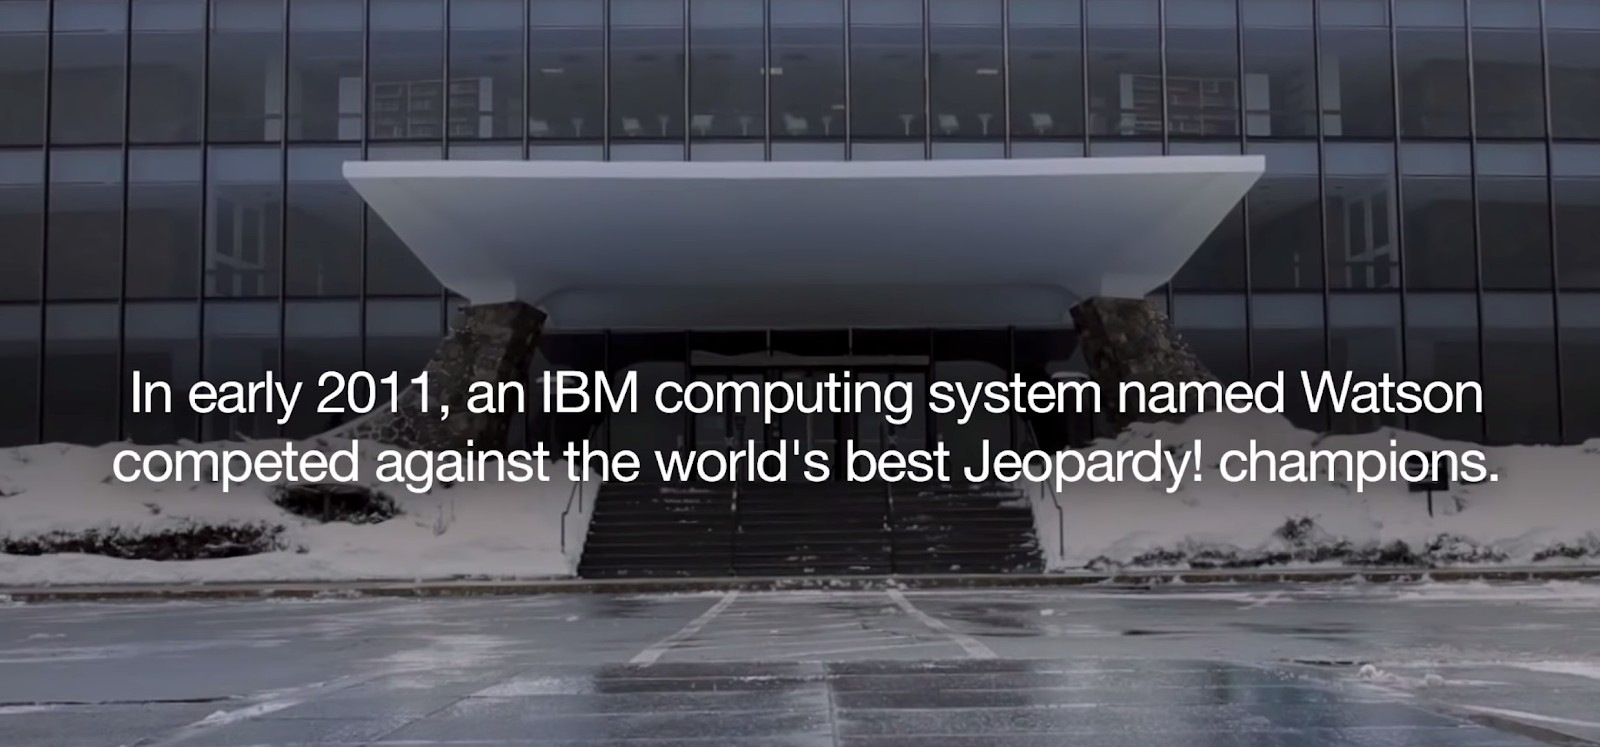 In early 2011, an IBM computing system named Watson
competed against the world's best Jeopardy! champions.